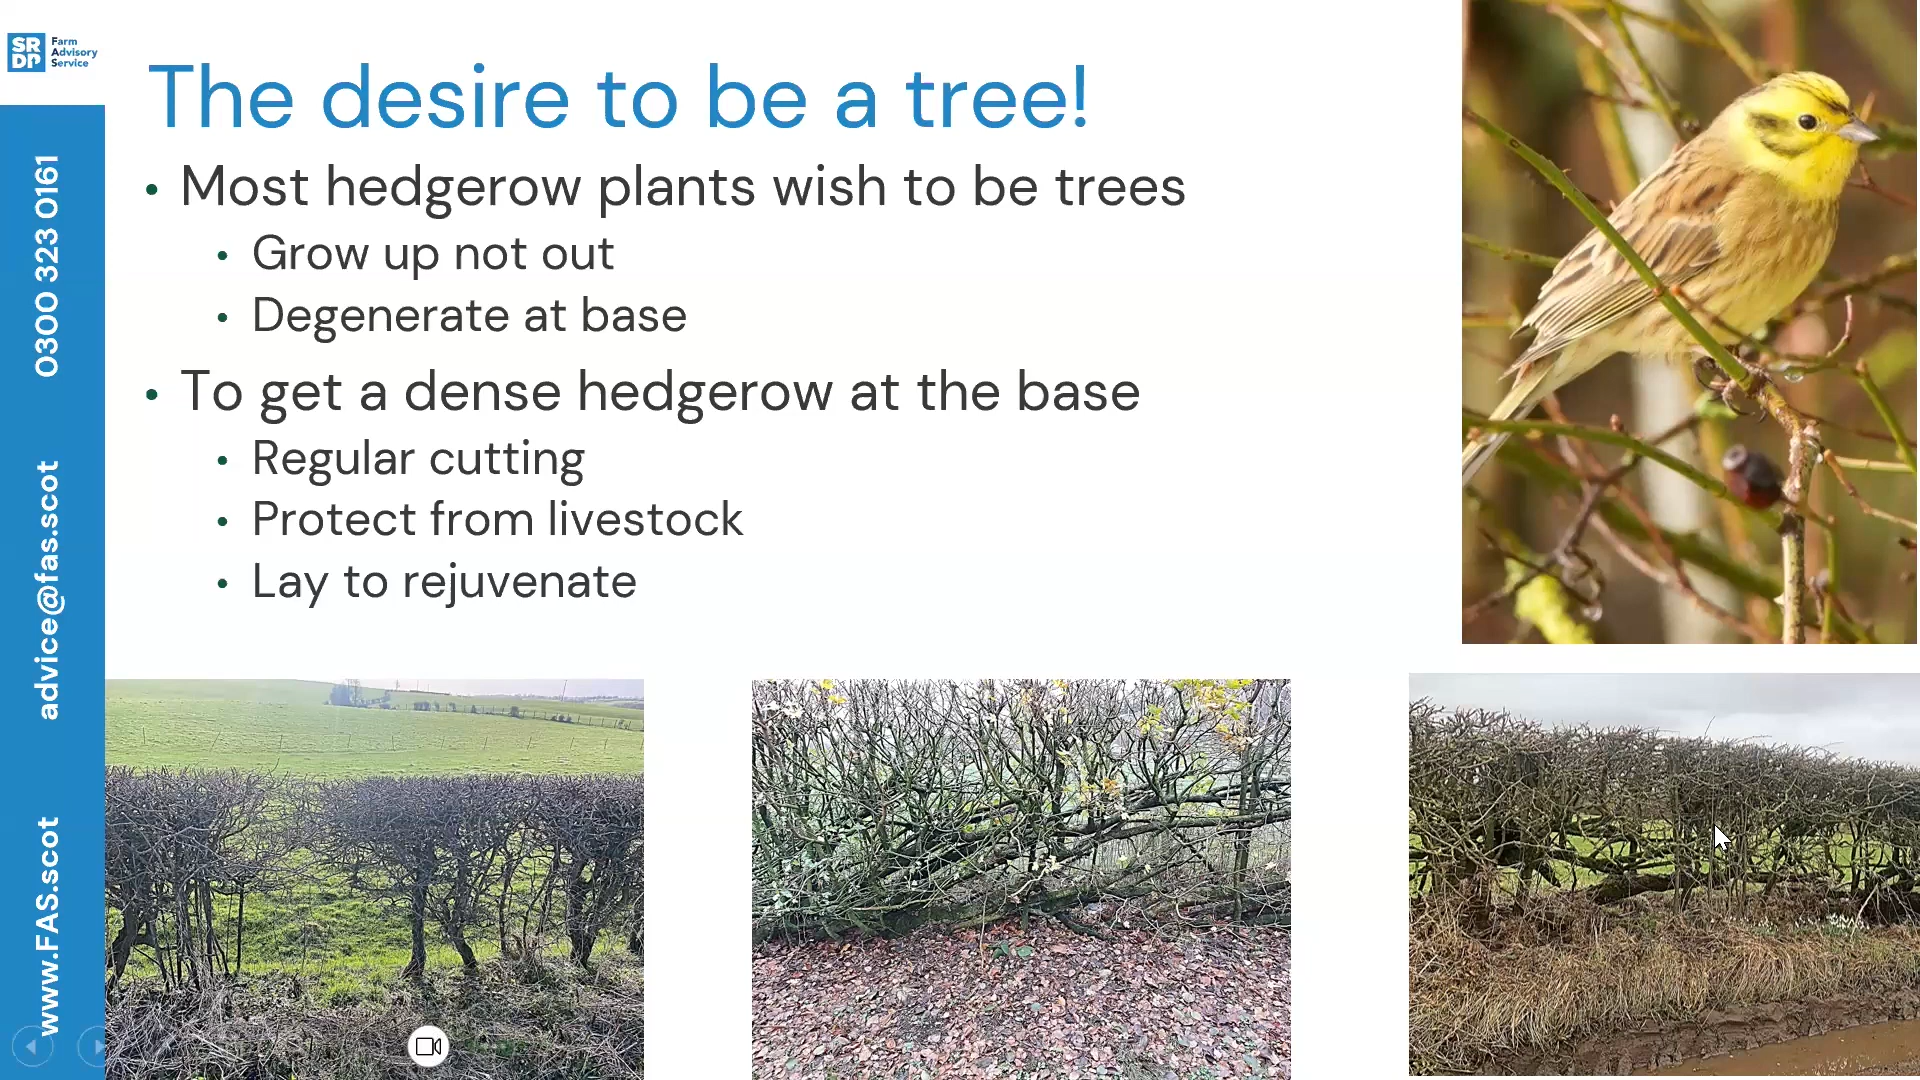 SR
DP
Farm
Advisory
Service
The desire to be a tree!
• Most hedgerow plants wish to be trees
• Grow up not out
• Degenerate at base
• To get a dense hedgerow at the base
• Regular cutting
• Protect from livestock
• Lay to rejuvenate
www.FAS.scot
advice@fas.scot
0300 323 0161